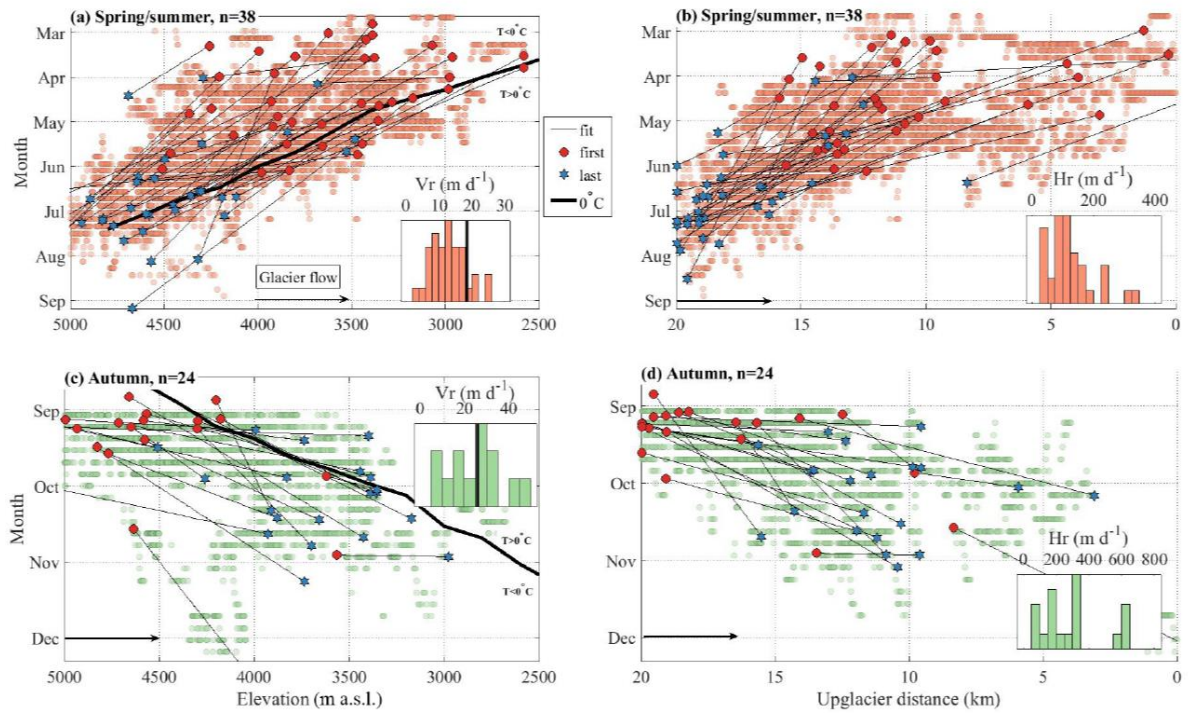 (a) Spring/summer, n=38
T<0°C
T>0°C
Mar
Apr
May
Jun
Jul
Aug
Sep
Month
Vr (m d-1)
0 10 20 30
Glacier flow
5000 4500 4000 3500 3000 2500
fit
first
last
0°C
(b) Spring/summer, n=38
Mar
Apr
May
Jun
Jul
Aug
Sep
Hr (m d-1)
0 200 400
20 15 10 5 0
(c) Autumn, n=24
Vr (m d-1)
0 20 40
Sep
Oct
Nov
Dec
Month
T>0°C
T<0°C
5000 4500 4000 3500 3000 2500
Elevation (m a.s.l.)
(d) Autumn, n=24
Sep
Oct
Nov
Dec
Hr (m d-1)
0 200 400 600 800
20 15 10 5 0
Upglacier distance (km)